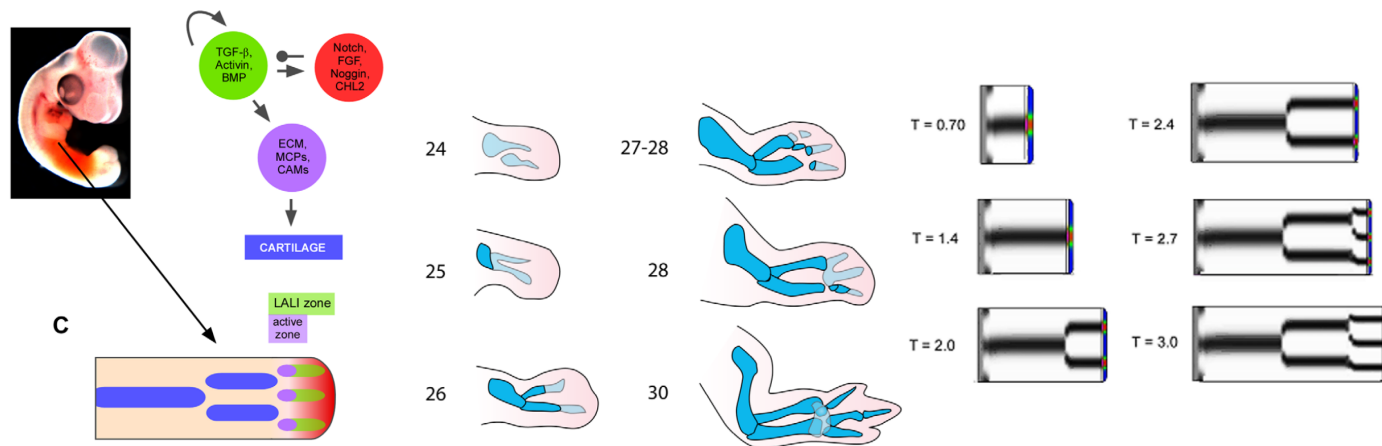 TGF-β,
Activin,
BMP
Notch,
FGF,
Noggin,
CHL2
ECM,
MCPs,
CAMs
CARTILAGE
LALI zone
active
zone
C
24
25
26
27-28
28
30
T = 0.70
T = 1.4
T = 2.0
T = 2.4
T = 2.7
T = 3.0